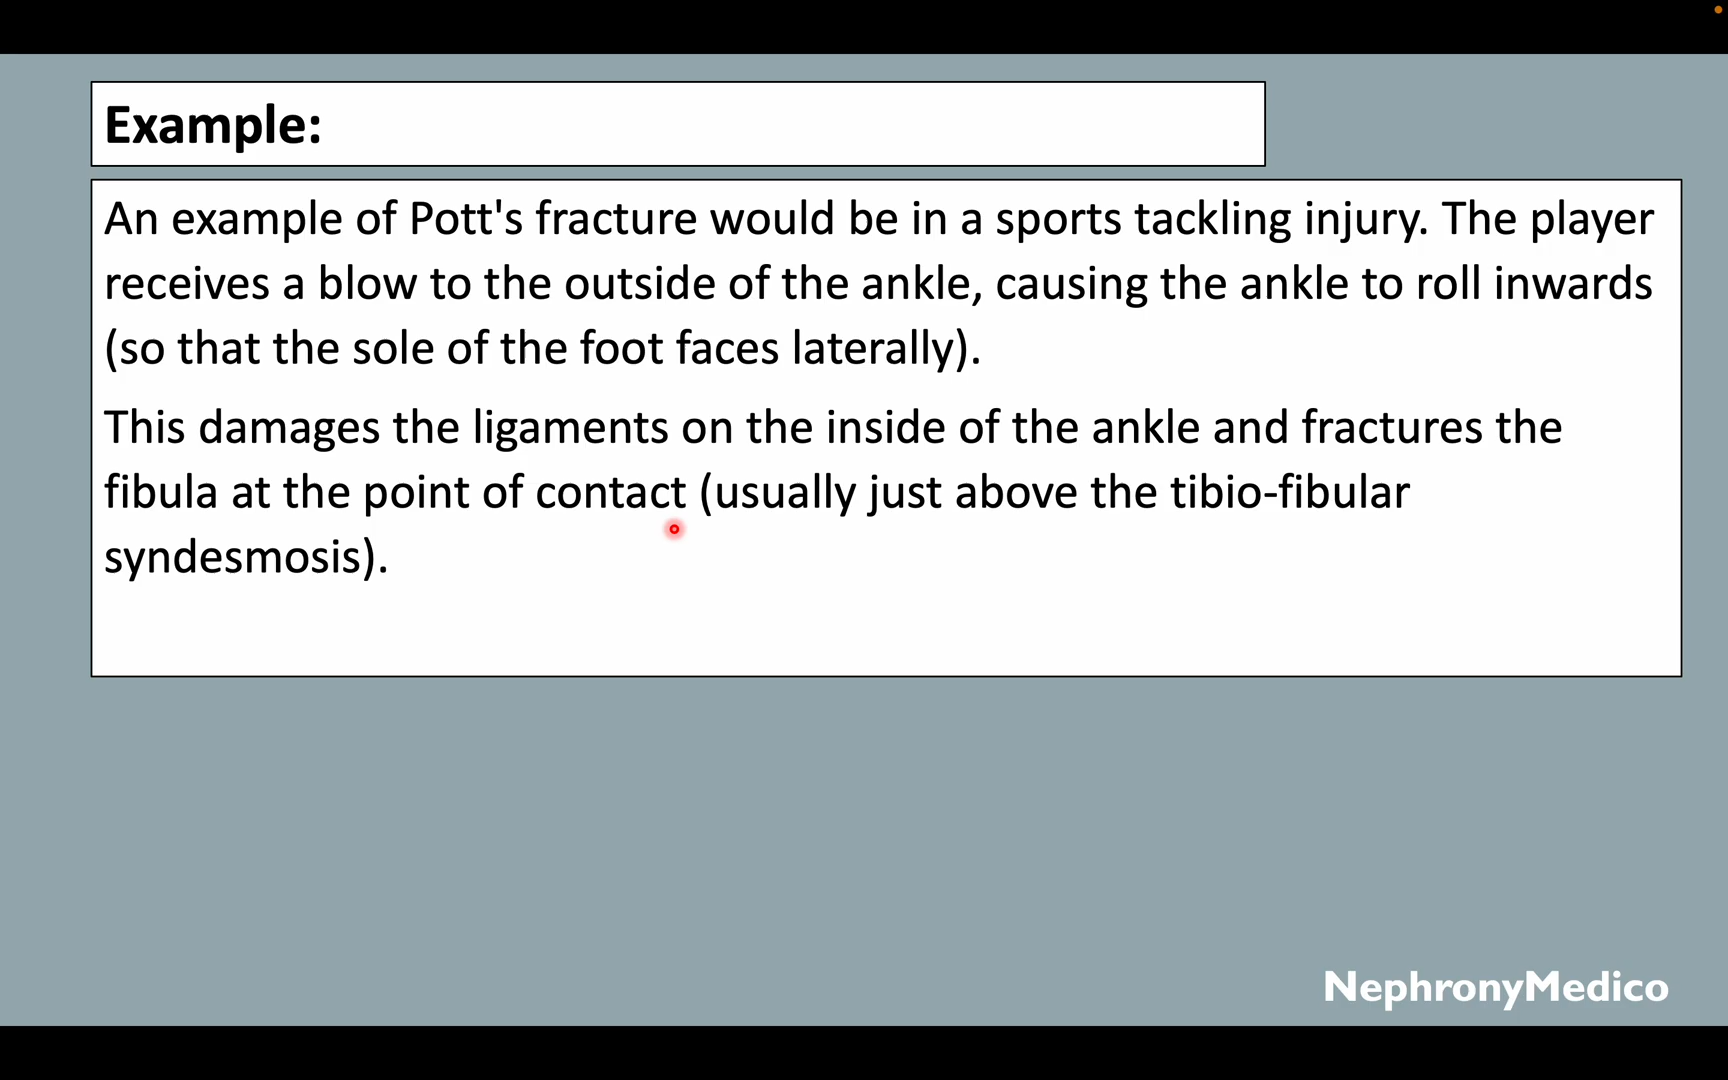 Example:
An example of Pott's fracture would be in a sports tackling injury. The player
receives a blow to the outside of the ankle, causing the ankle to roll inwards
(so that the sole of the foot faces laterally).
This damages the ligaments on the inside of the ankle and fractures the
fibula at the point of contact (usually just above the tibio-fibular
syndesmosis).
NephronyMedico